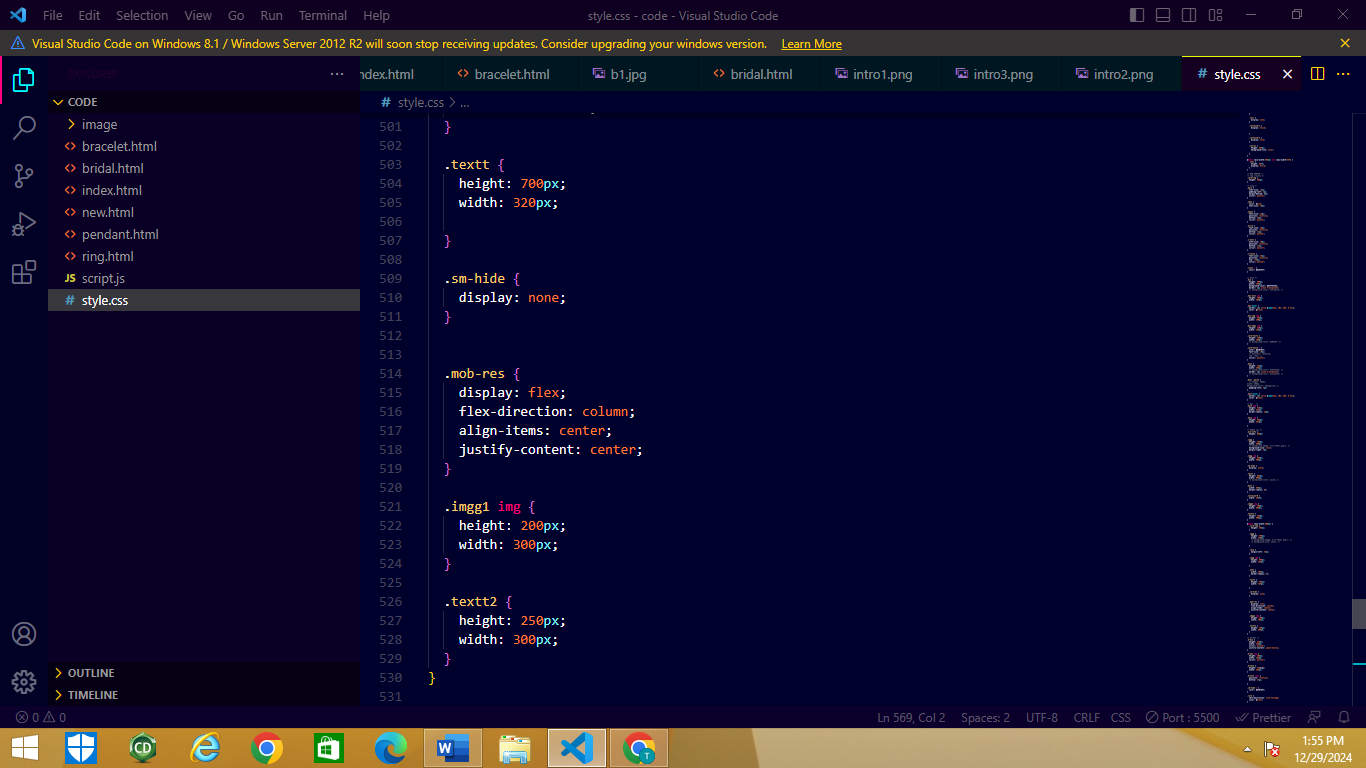 File Edit Selection View Go Run Terminal Help style.css - code - Visual Studio Code
Visual Studio Code on Windows 8.1 / Windows Server 2012 R2 will soon stop receiving updates. Consider upgrading your windows version. Learn More
EXPLORER
ndex.html bracelet.html b1.jpg bridal.html intro1.png intro3.png intro2.png # style.css
CODE
image
bracelet.html
bridal.html
index.html
new.html
pendant.html
ring.html
JS script.js
# style.css
OUTLINE
TIMELINE
# style.css > ...
501 }
502
503 .textt {
504 height: 700px;
505 width: 320px;
506
507 }
508
509 .sm-hide {
510 display: none;
511 }
512
513
514 .mob-res {
515 display: flex;
516 flex-direction: column;
517 align-items: center;
518 justify-content: center;
519 }
520
521 .imgg1 img {
522 height: 200px;
523 width: 300px;
524 }
525
526 .textt2 {
527 height: 250px;
528 width: 300px;
529 }
530 }
531
0 0 Ln 569, Col 2 Spaces: 2 UTF-8 CRLF CSS Port : 5500 Prettier
CD W T
1:55 PM
12/29/2024